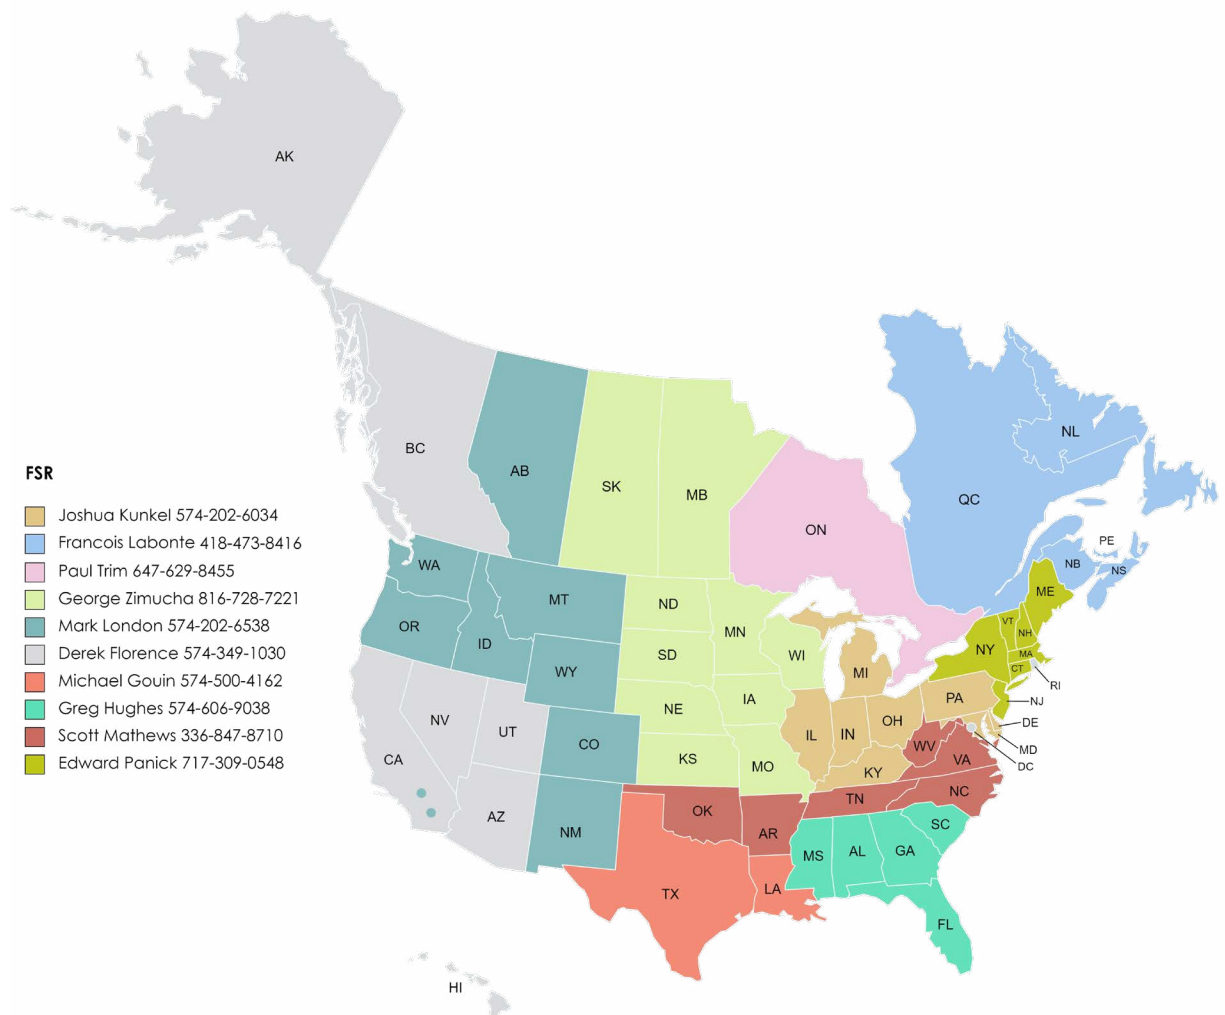 AK
BC
AB
SK
MB
ON
QC
NL
PE
NB
NS
FSR
Joshua Kunkel 574-202-6034
Francois Labonte 418-473-8416
Paul Trim 647-629-8455
George Zimucha 816-728-7221
Mark London 574-202-6538
Derek Florence 574-349-1030
Michael Gouin 574-500-4162
Greg Hughes 574-606-9038
Scott Mathews 336-847-8710
Edward Panick 717-309-0548
WA
MT
ND
MN
ME
VT
NH
OR
ID
SD
WI
NY
MA
CT
RI
WY
MI
IA
PA
NJ
NV
UT
NE
IL
IN
OH
DE
CA
CO
KS
MO
KY
WV
VA
MD
DC
AZ
NM
OK
AR
TN
NC
SC
MS
AL
GA
TX
LA
FL
HI